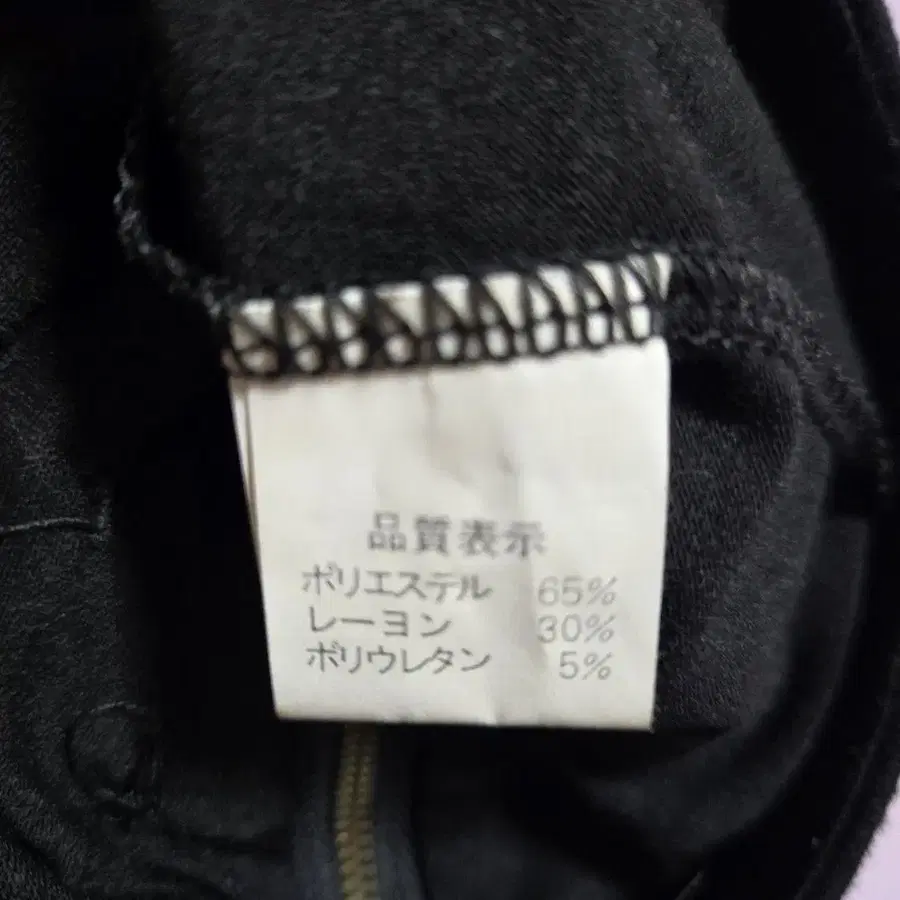 品質表示
ポリエステル 65%
レーヨン 30%
ポリウレタン 5%